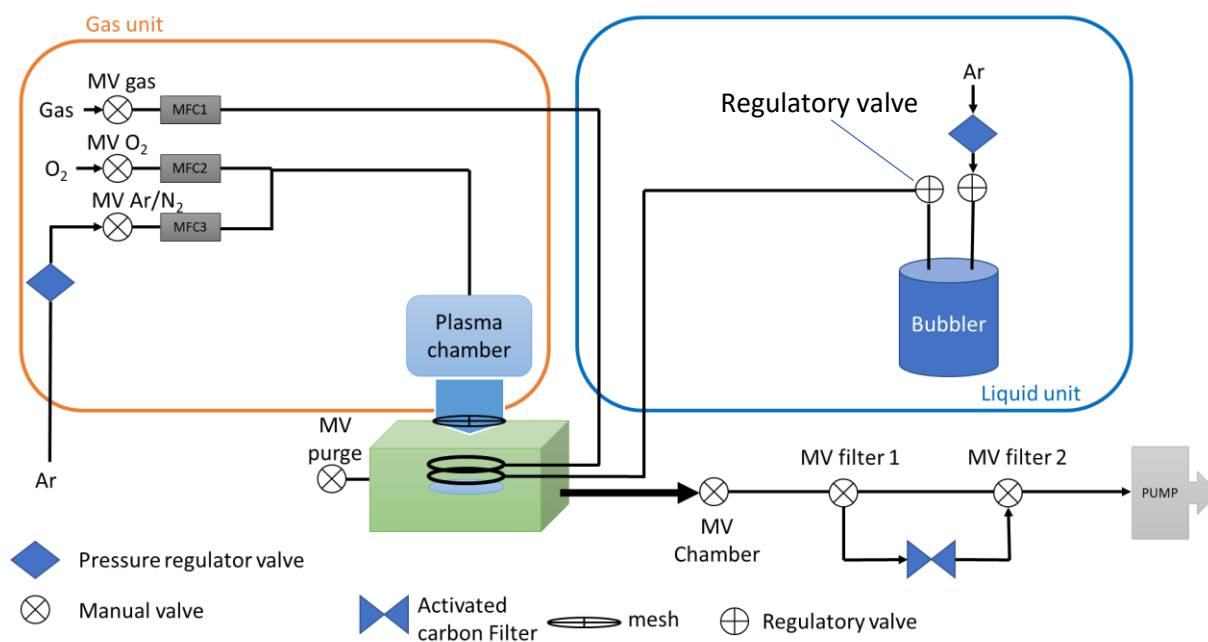 Gas unit
MV gas
Gas
MFC1
MV O₂
O₂
MFC2
MV Ar/N₂
MFC3
Ar
Regulatory valve
Bubbler
Liquid unit
Plasma
chamber
MV
purge
Ar
MV
Chamber
MV filter 1
MV filter 2
PUMP
Pressure regulator valve
Manual valve
Activated
carbon Filter
mesh
Regulatory valve